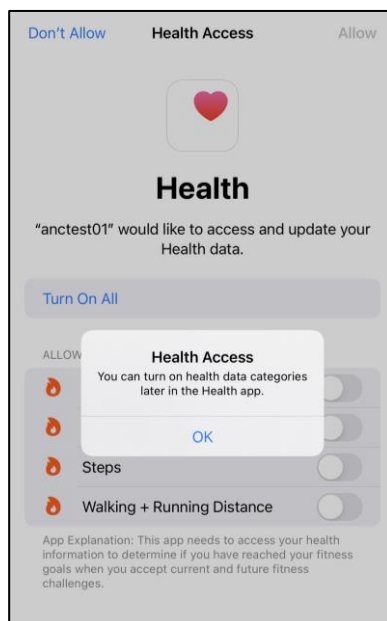 Don't Allow Health Access Allow
Health
"anctest01" would like to access and update your
Health data.
Turn On All
ALLOW
Health Access
You can turn on health data categories
later in the Health app.
OK
Steps
Walking + Running Distance
App Explanation: This app needs to access your health
information to determine if you have reached your fitness
goals when you accept current and future fitness
challenges.